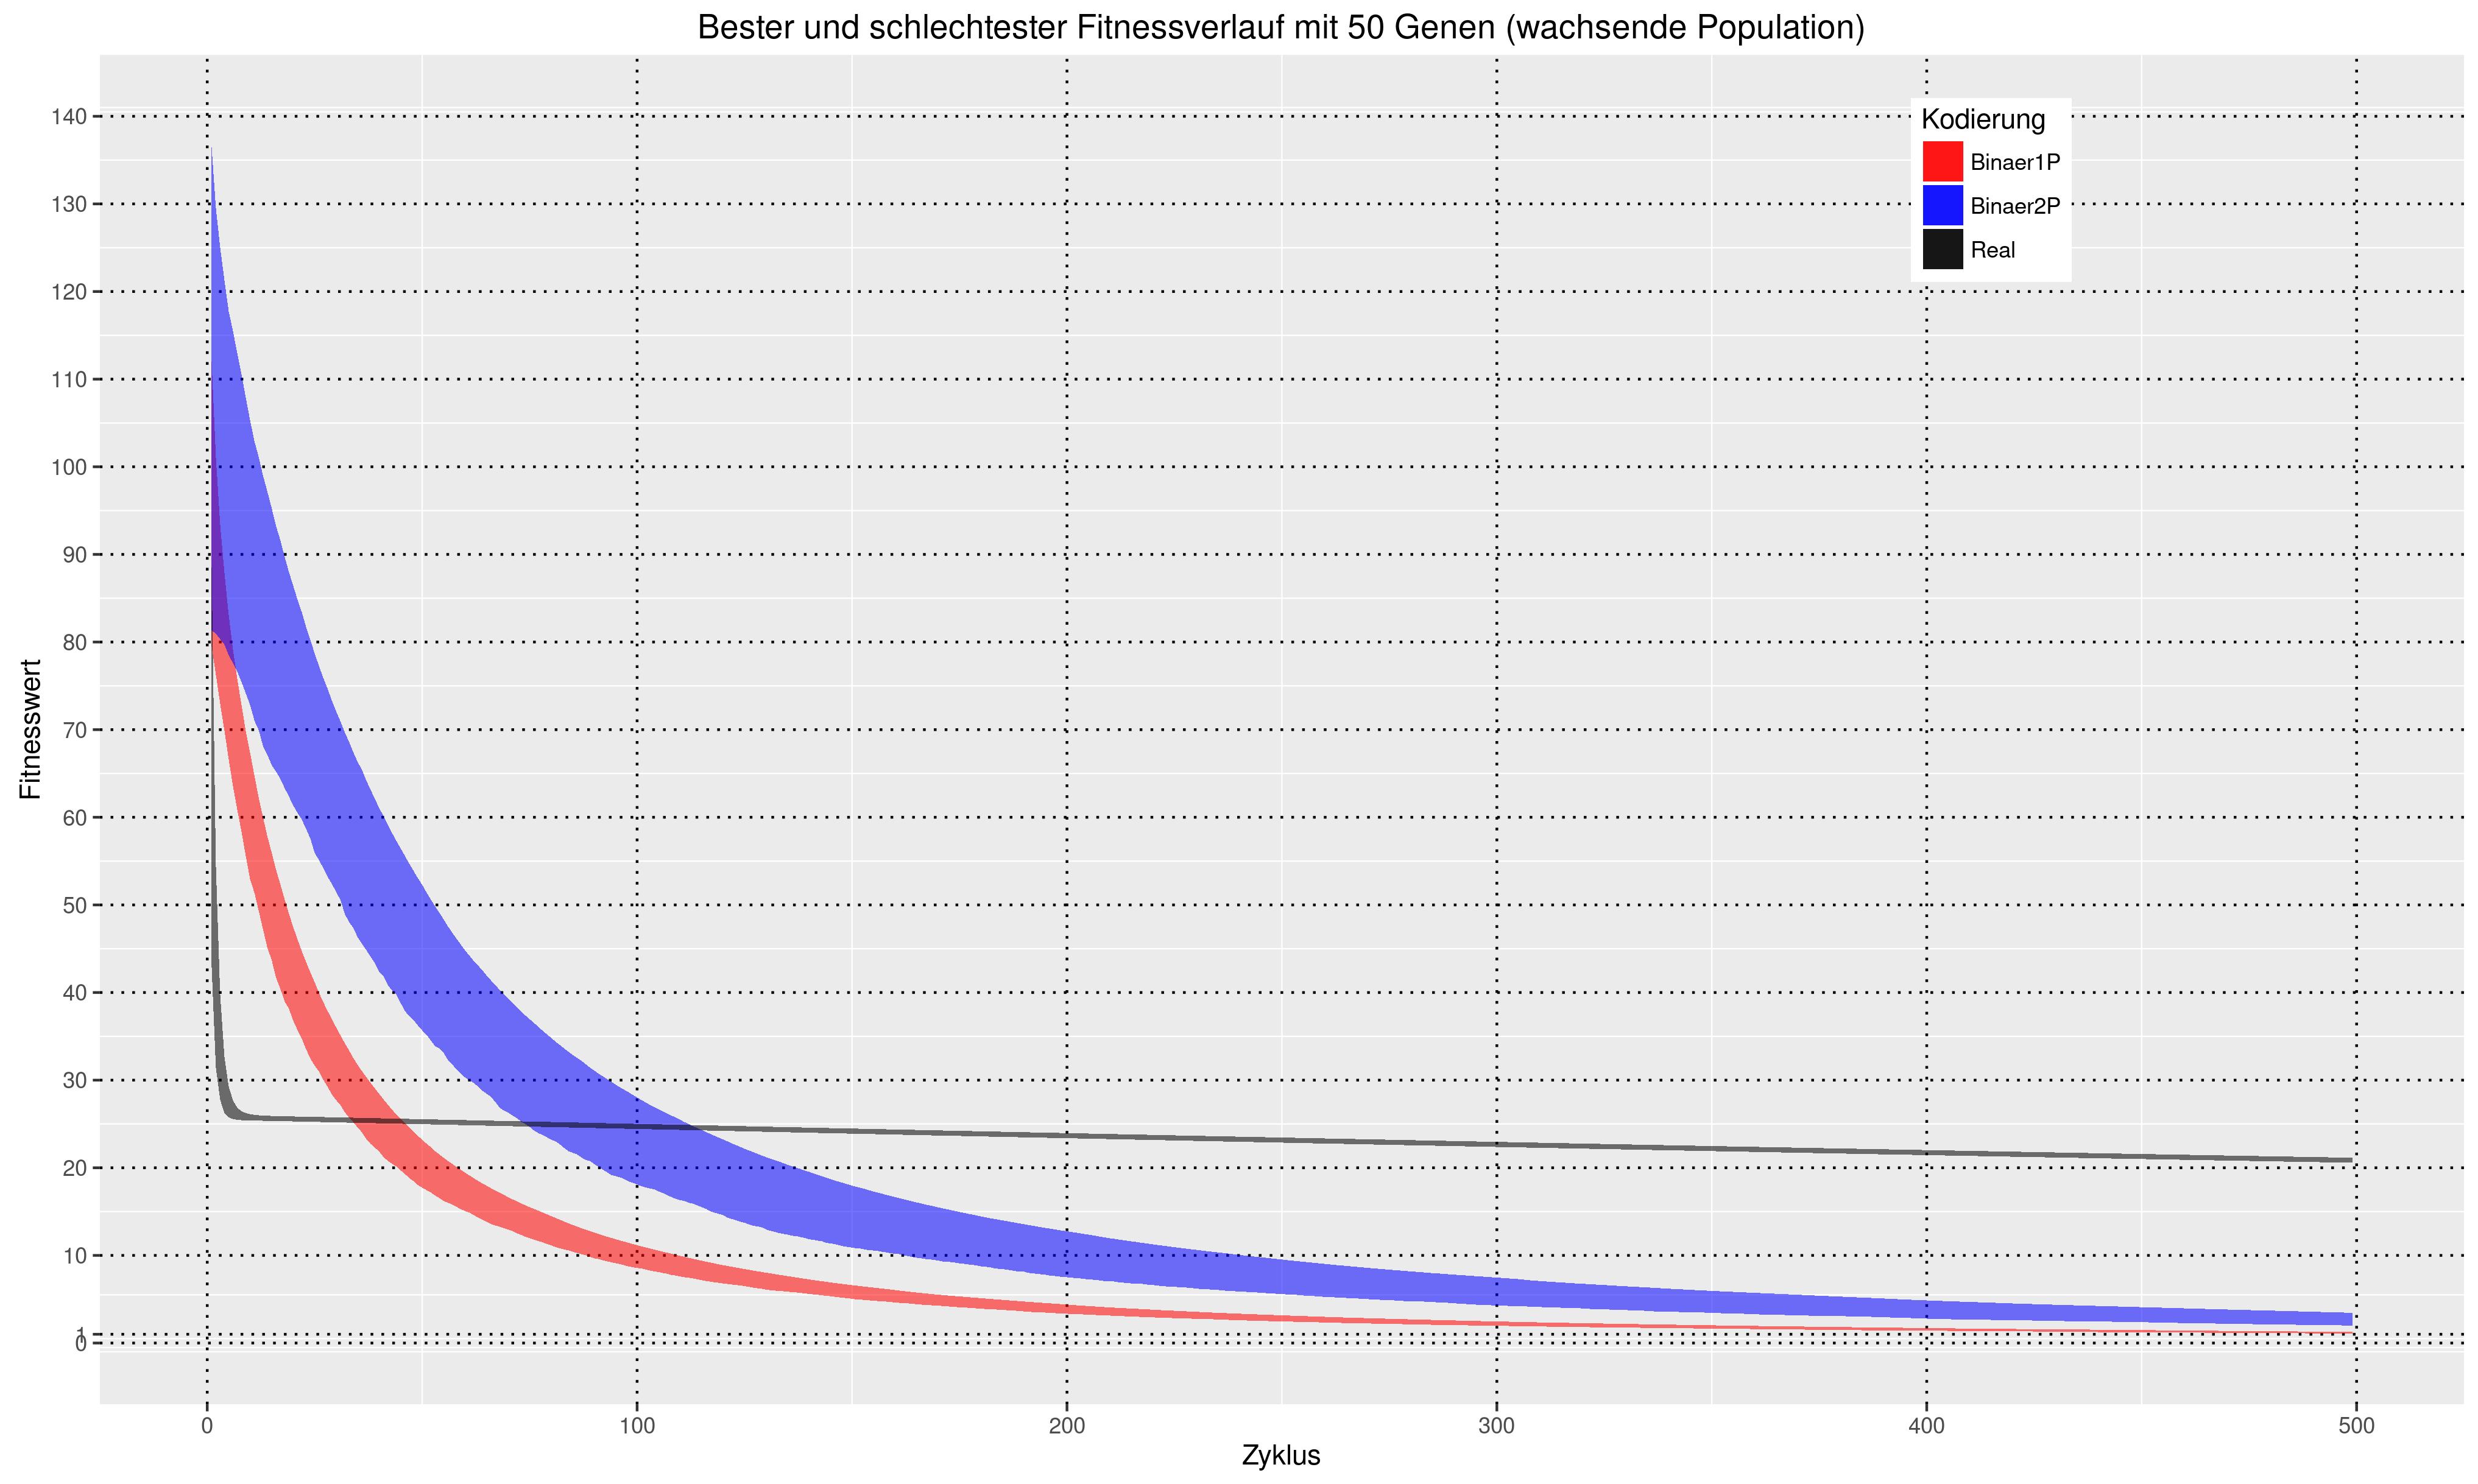 Bester und schlechtester Fitnessverlauf mit 50 Genen (wachsende Population)
Fitnesswert
140
130
120
110
100
90
80
70
60
50
40
30
20
10
1
0
Kodierung
Binaer1P
Binaer2P
Real
0 100 200 300 400 500
Zyklus